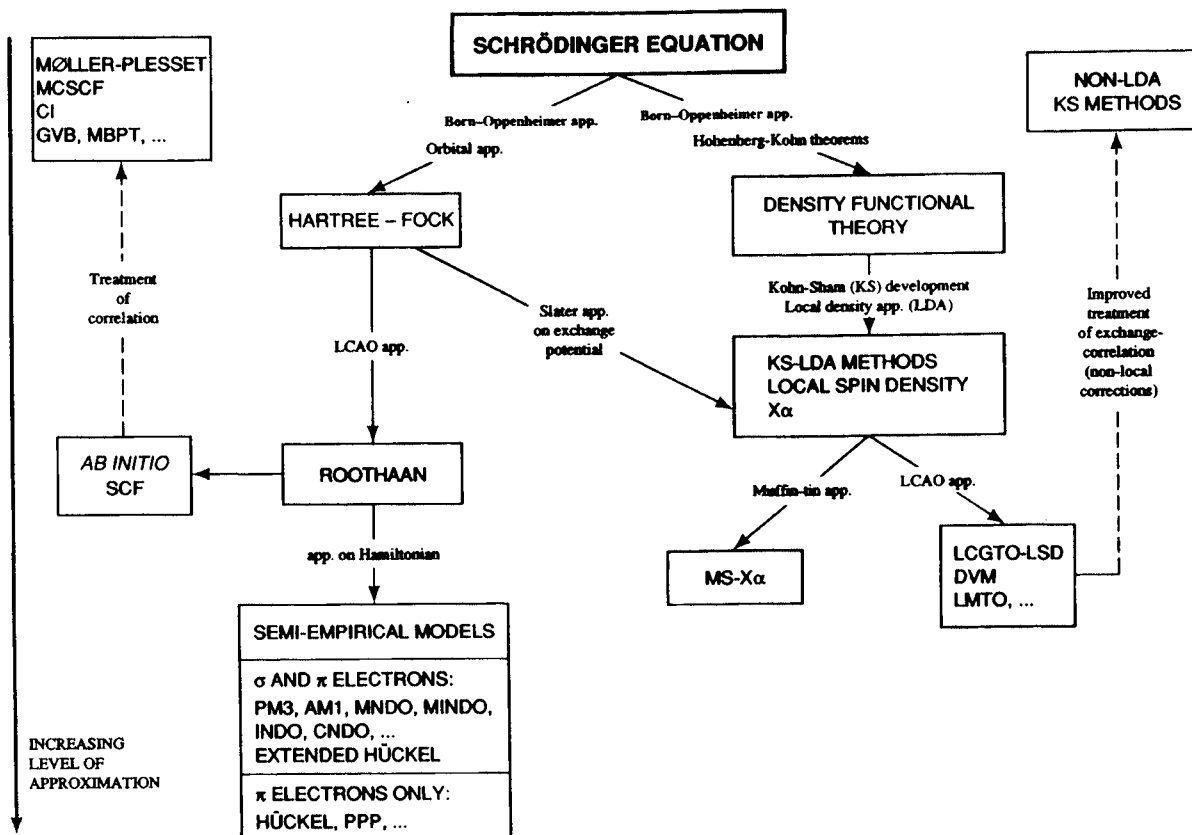 SCHRÖDINGER EQUATION
MØLLER-PLESSET
MCSCF
CI
GVB, MBPT, ...
NON-LDA
KS METHODS
Born–Oppenheimer app.
Orbital app.
Born–Oppenheimer app.
Hohenberg-Kohn theorems
HARTREE – FOCK
DENSITY FUNCTIONAL
THEORY
Treatment
of
correlation
Kohn-Sham (KS) development
Local density app. (LDA)
Slater app.
on exchange
potential
Improved
treatment
of exchange-
correlation
(non-local
corrections)
LCAO app.
KS-LDA METHODS
LOCAL SPIN DENSITY
Xα
AB INITIO
SCF
ROOTHAAN
Muffin-tin app.
LCAO app.
app. on Hamiltonian
MS-Xα
LCGTO-LSD
DVM
LMTO, ...
SEMI-EMPIRICAL MODELS
σ AND π ELECTRONS:
PM3, AM1, MNDO, MINDO,
INDO, CNDO, ...
EXTENDED HÜCKEL
π ELECTRONS ONLY:
HÜCKEL, PPP, ...
INCREASING
LEVEL OF
APPROXIMATION